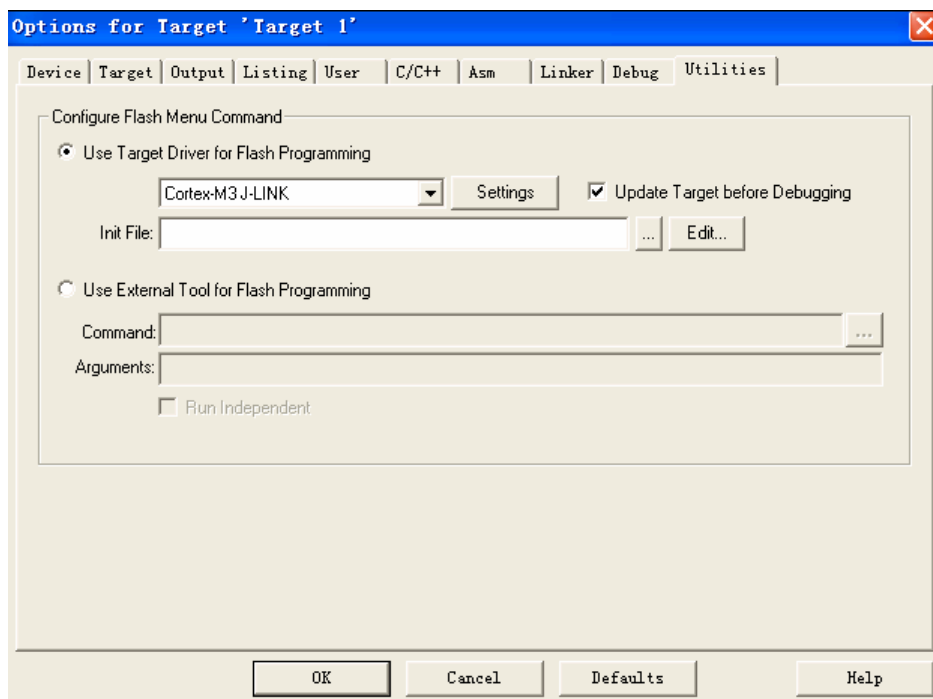 Options for Target 'Target 1'
Device Target Output Listing User C/C++ Asm Linker Debug Utilities
Configure Flash Menu Command
Use Target Driver for Flash Programming
Cortex-M3 J-LINK Settings Update Target before Debugging
Init File: ... Edit...
Use External Tool for Flash Programming
Command: ...
Arguments:
Run Independent
OK Cancel Defaults Help